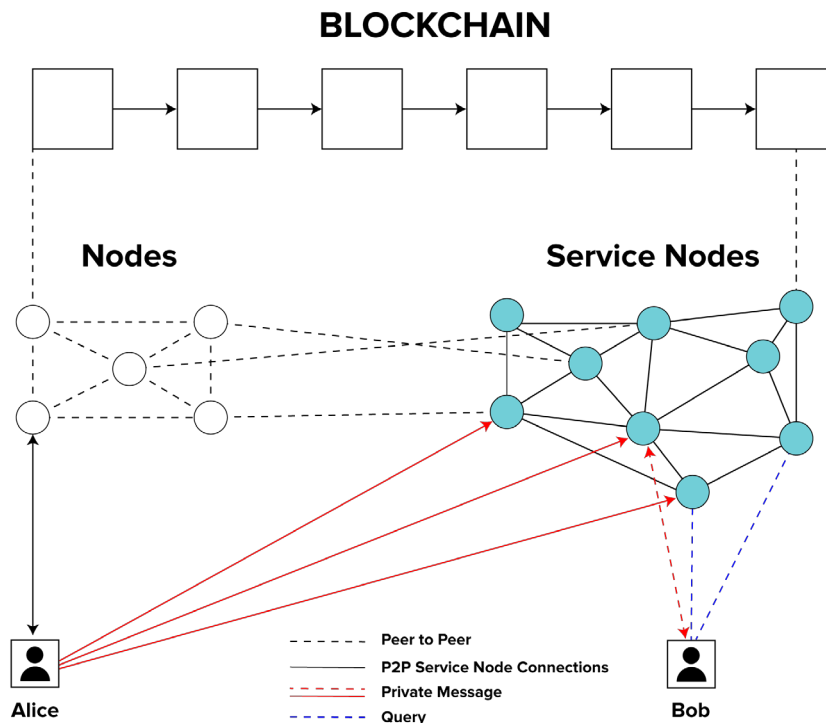 BLOCKCHAIN
Nodes
Service Nodes
Peer to Peer
P2P Service Node Connections
Private Message
Query
Alice
Bob